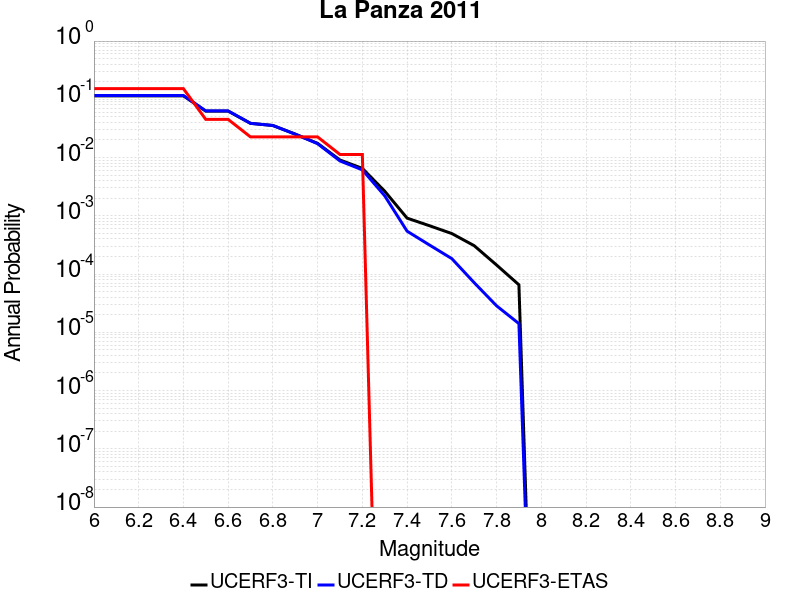 La Panza 2011
10^0
10^-1
10^-2
10^-3
10^-4
10^-5
10^-6
10^-7
10^-8
Annual Probability
6 6.2 6.4 6.6 6.8 7 7.2 7.4 7.6 7.8 8 8.2 8.4 8.6 8.8 9
Magnitude
UCERF3-TI UCERF3-TD UCERF3-ETAS